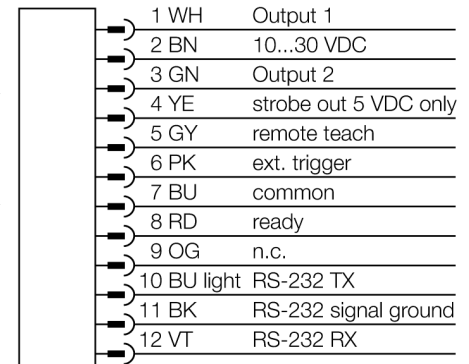 1 WH Output 1
2 BN 10...30 VDC
3 GN Output 2
4 YE strobe out 5 VDC only
5 GY remote teach
6 PK ext. trigger
7 BU common
8 RD ready
9 OG n.c.
10 BU light RS-232 TX
11 BK RS-232 signal ground
12 VT RS-232 RX